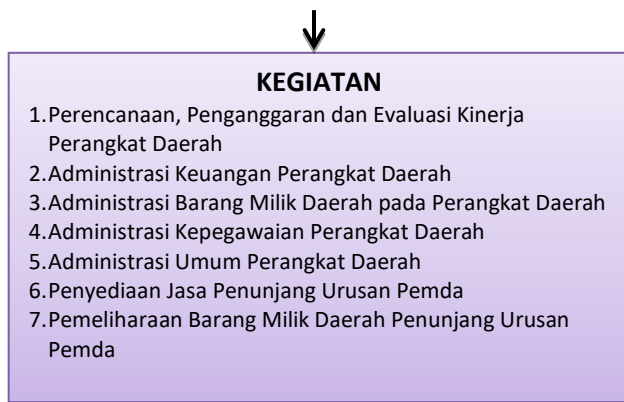 KEGIATAN
1.Perencanaan, Penganggaran dan Evaluasi Kinerja
Perangkat Daerah
2.Administrasi Keuangan Perangkat Daerah
3.Administrasi Barang Milik Daerah pada Perangkat Daerah
4.Administrasi Kepegawaian Perangkat Daerah
5.Administrasi Umum Perangkat Daerah
6.Penyediaan Jasa Penunjang Urusan Pemda
7.Pemeliharaan Barang Milik Daerah Penunjang Urusan
Pemda